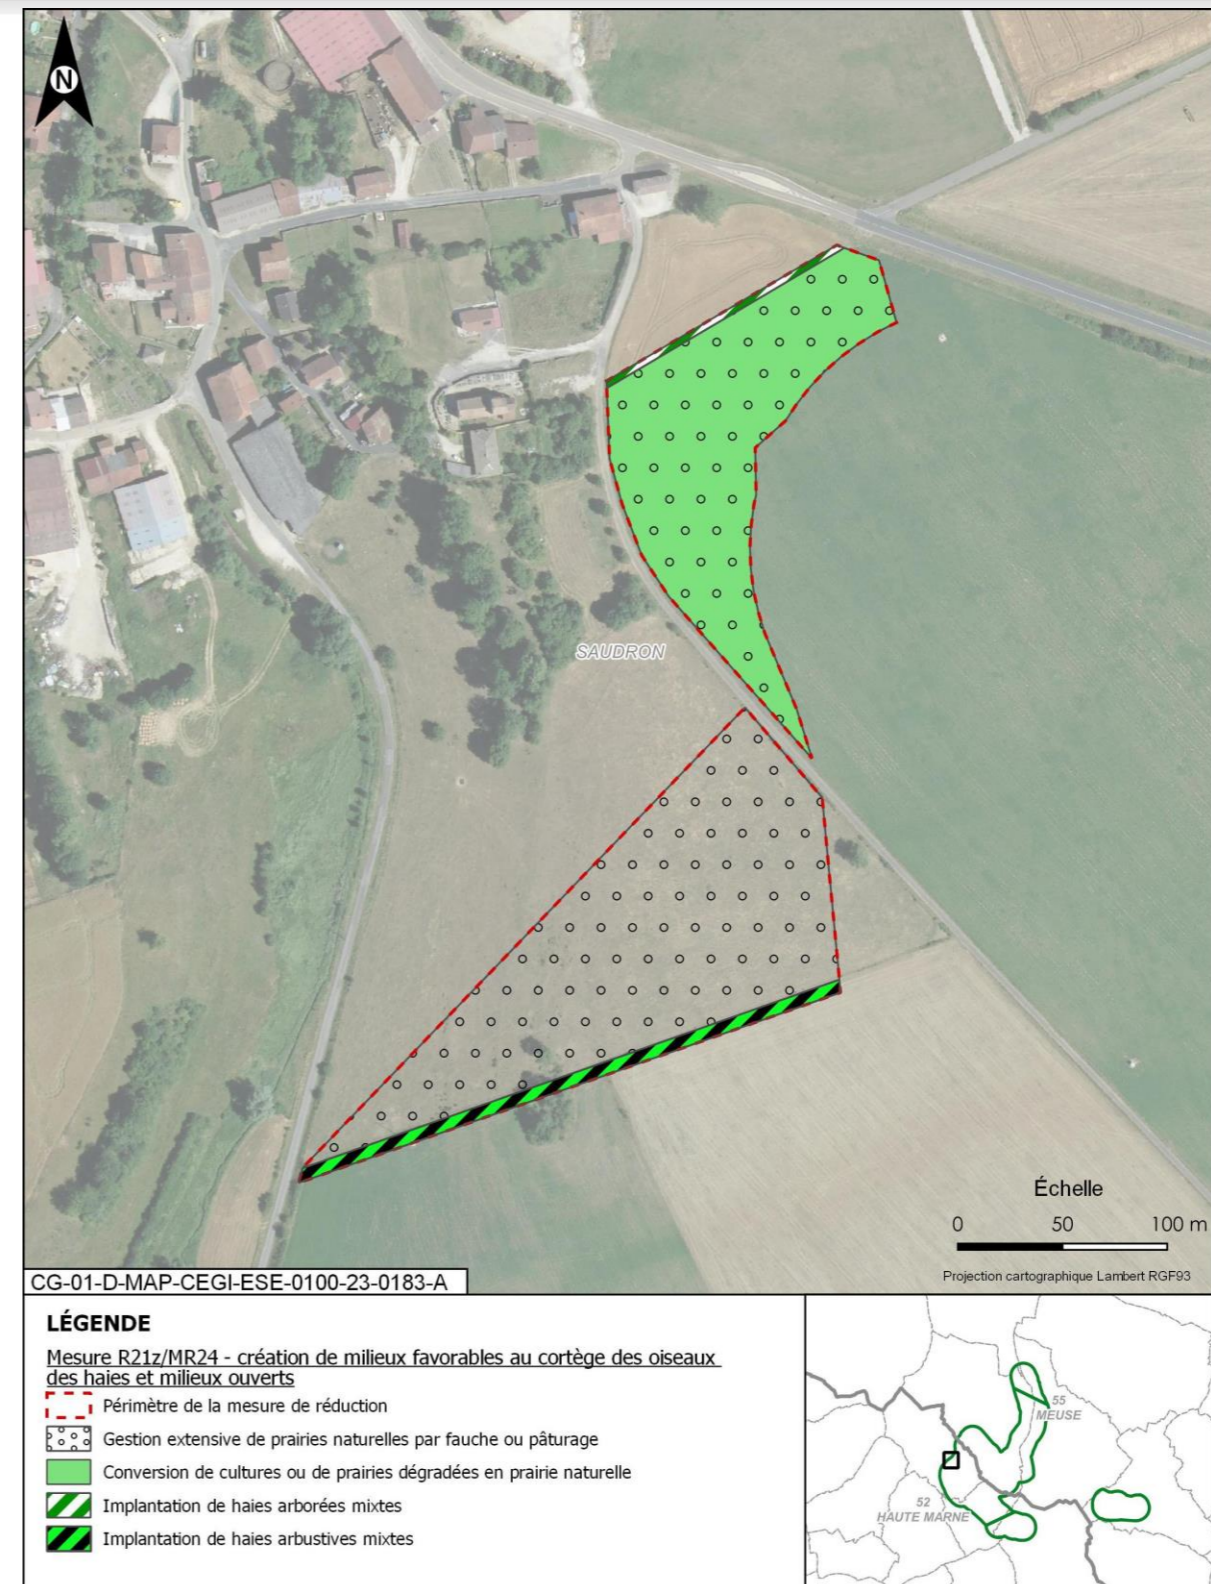 N
SAUDRON
Échelle
0 50 100 m
Projection cartographique Lambert RGF93
CG-01-D-MAP-CEGI-ESE-0100-23-0183-A
LÉGENDE
Mesure R21z/MR24 - création de milieux favorables au cortège des oiseaux
des haies et milieux ouverts
Périmètre de la mesure de réduction
Gestion extensive de prairies naturelles par fauche ou pâturage
Conversion de cultures ou de prairies dégradées en prairie naturelle
Implantation de haies arborées mixtes
Implantation de haies arbustives mixtes
55
MEUSE
52
HAUTE MARNE